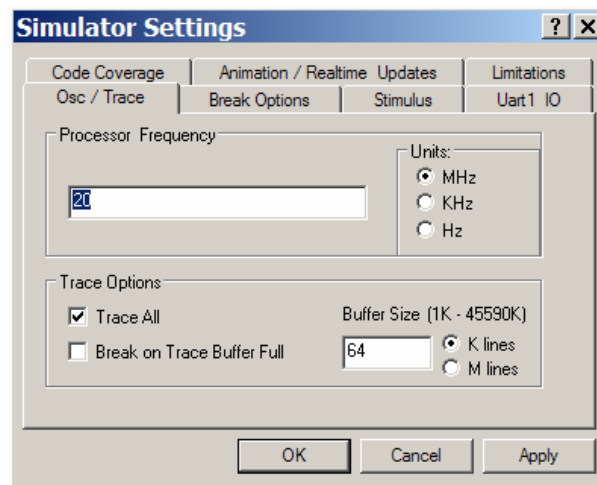 Simulator Settings
? X
Code Coverage
Animation / Realtime Updates
Limitations
Osc / Trace
Break Options
Stimulus
Uart1 IO
Processor Frequency
20
Units:
MHz
KHz
Hz
Trace Options
Trace All
Buffer Size (1K - 45590K)
Break on Trace Buffer Full
64
K lines
M lines
OK
Cancel
Apply